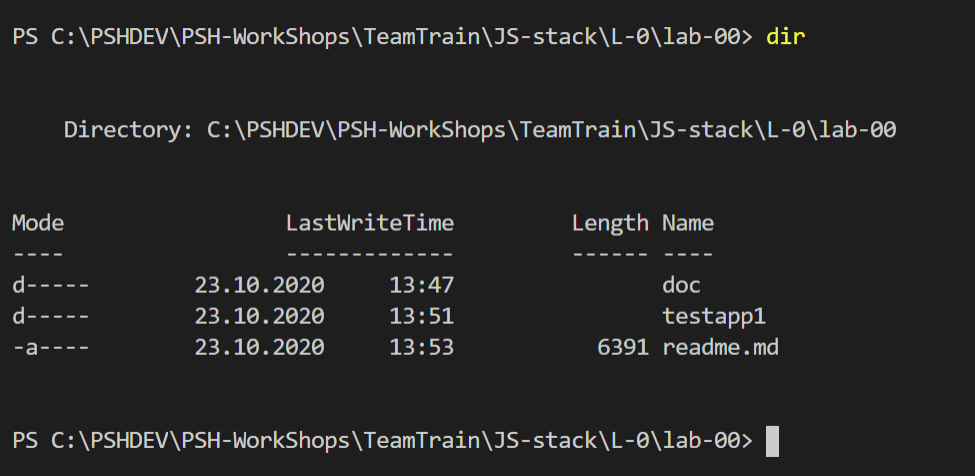 PS C:\PSHDEV\PSH-WorkShops\TeamTrain\JS-stack\L-0\lab-00> dir
Directory: C:\PSHDEV\PSH-WorkShops\TeamTrain\JS-stack\L-0\lab-00
Mode                 LastWriteTime         Length Name
----                 -------------         ------ ----
d-----        23.10.2020     13:47                doc
d-----        23.10.2020     13:51                testapp1
-a----        23.10.2020     13:53           6391 readme.md
PS C:\PSHDEV\PSH-WorkShops\TeamTrain\JS-stack\L-0\lab-00>